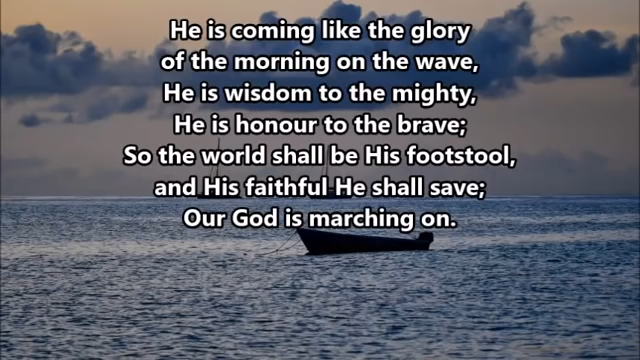 He is coming like the glory
of the morning on the wave,
He is wisdom to the mighty,
He is honour to the brave;
So the world shall be His footstool,
and His faithful He shall save;
Our God is marching on.